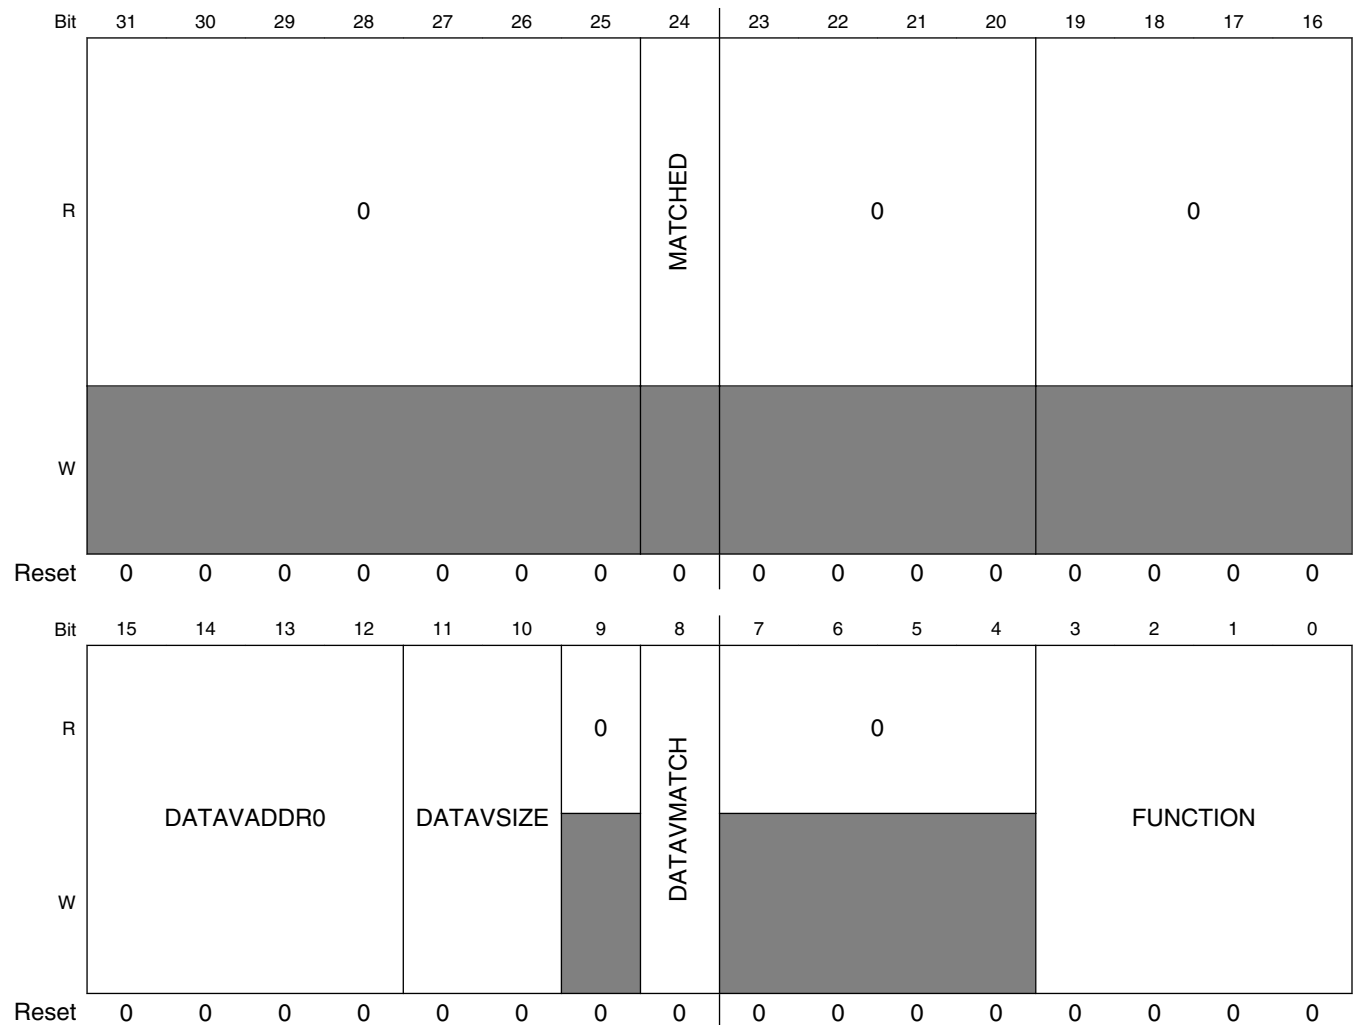 Bit 31 30 29 28 27 26 25 24 23 22 21 20 19 18 17 16
R 0 MATCHED 0 0
W
Reset 0 0 0 0 0 0 0 0 0 0 0 0 0 0 0 0
Bit 15 14 13 12 11 10 9 8 7 6 5 4 3 2 1 0
R 0 0
DATAVADDR0 DATAVSIZE DATAVMATCH FUNCTION
W
Reset 0 0 0 0 0 0 0 0 0 0 0 0 0 0 0 0